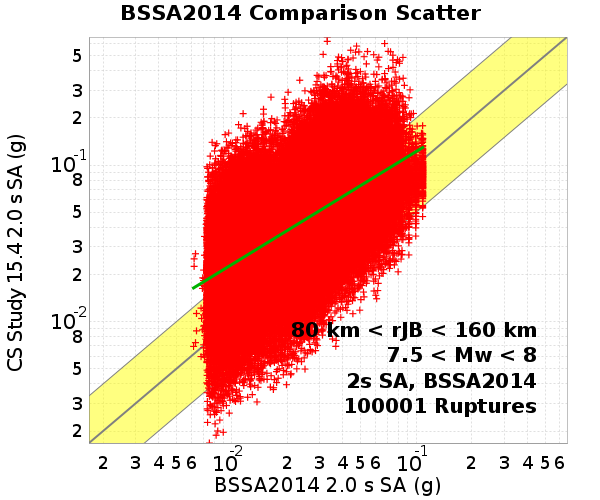 BSSA2014 Comparison Scatter
CS Study 15.4 2.0 s SA (g)
5
3
2
10^-1
8
5
3
2
10^-2
8
5
3
2
80 km < rJB < 160 km
7.5 < Mw < 8
2s SA, BSSA2014
100001 Ruptures
2 3 4 5 6 10^-2 2 3 4 5 6 10^-1 2 3 4 5 6
BSSA2014 2.0 s SA (g)